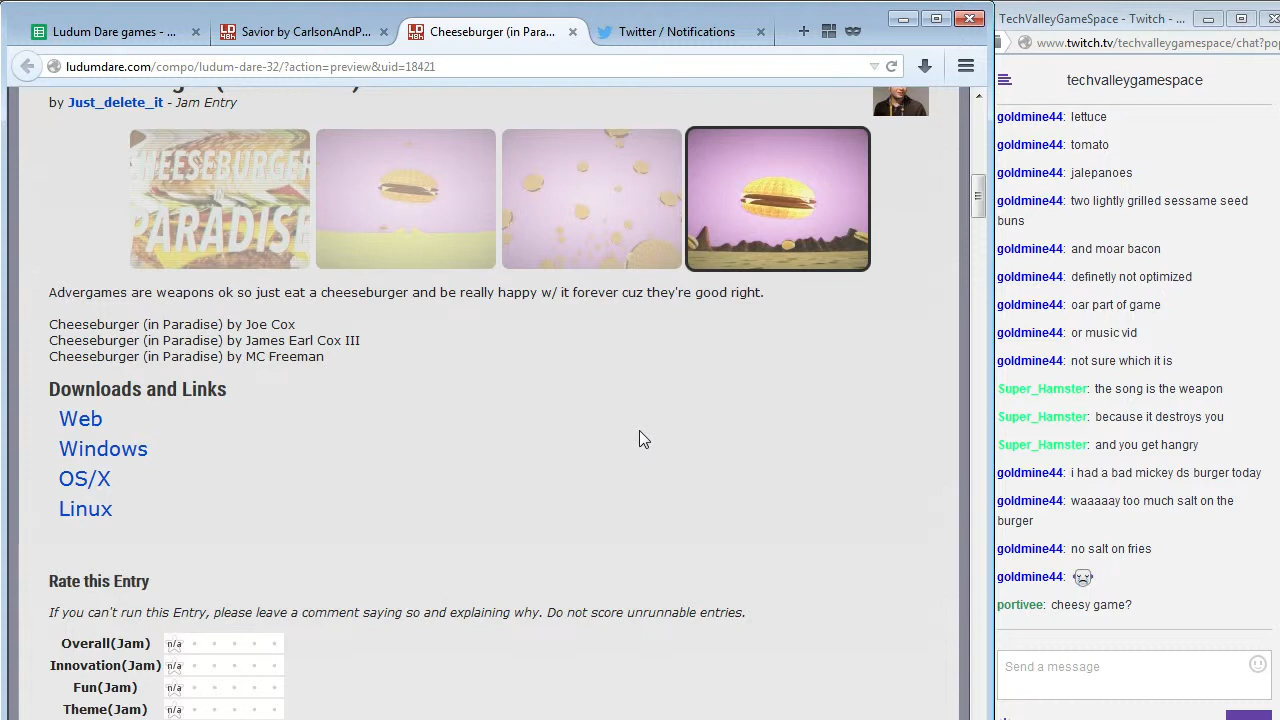 Ludum Dare games - ...
Saving by CarlsonAndP...
Cheeseburger (in Para...
Twitter / Notification
ludumdare.com/compo/ludum-dare-32/?action=preview&uid=18421
by Just_delete_it - Jam Entry
CHEESEBURGER
in
PARADISE
Advergames are weapons ok so just eat a cheeseburger and be really happy w/ it forever cuz they're good right.
Cheeseburger (in Paradise) by Joe Cox
Cheeseburger (in Paradise) by James Earl Cox III
Cheeseburger (in Paradise) by MC Freeman
Downloads and Links
Web
Windows
OS/X
Linux
Rate this Entry
If you can't run this Entry, please leave a comment saying so and explaining why. Do not score unrunnable entries.
Overall(Jam) n/a
Innovation(Jam) n/a
Fun(Jam) n/a
Theme(Jam) n/a
TechValleyGameSpace - Twitch - ...
www.twitch.tv/techvalleygamespace/chat?pop
techvalleygamespace
goldmine44: lettuce
goldmine44: tomato
goldmine44: jalepanoes
goldmine44: two lightly grilled sessame seed
buns
goldmine44: and moar bacon
goldmine44: definetly not optimized
goldmine44: oar part of game
goldmine44: or music vid
goldmine44: not sure which it is
Super_Hamster: the song is the weapon
Super_Hamster: because it destroys you
Super_Hamster: and you get hangry
goldmine44: i had a bad mickey ds burger today
goldmine44: waaaaay too much salt on the
burger
goldmine44: no salt on fries
goldmine44:
portivee: cheesy game?
Send a message